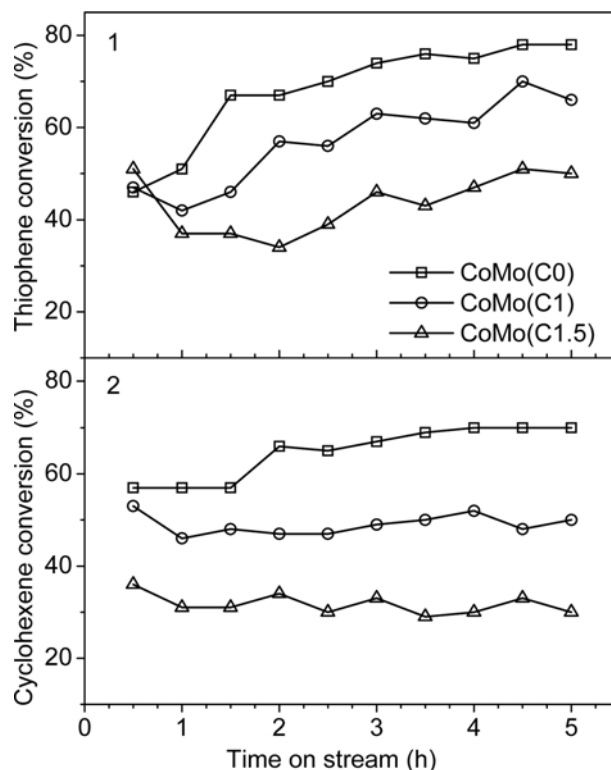 1
Thiophene conversion (%)
80
60
40
20
CoMo(C0)
CoMo(C1)
CoMo(C1.5)
2
Cyclohexene conversion (%)
80
60
40
20
0 1 2 3 4 5
Time on stream (h)